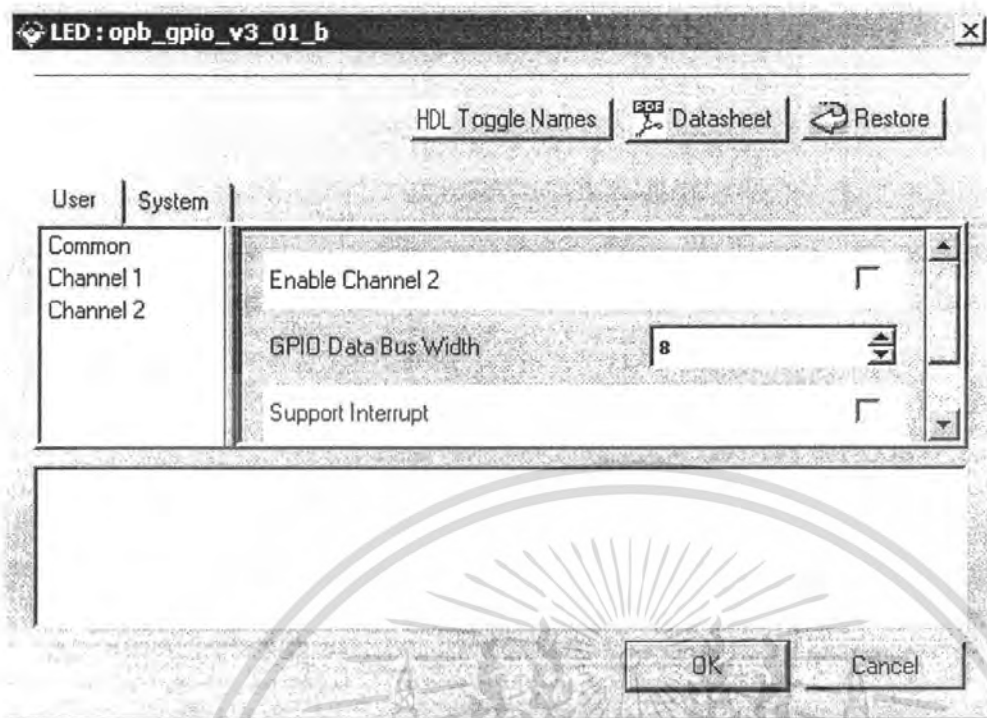 LED : opb_gpio_v3_01_b
HDL Toggle Names
PDF Datasheet
Restore
User
System
Common
Channel 1
Channel 2
Enable Channel 2
GPIO Data Bus Width
8
Support Interrupt
OK
Cancel